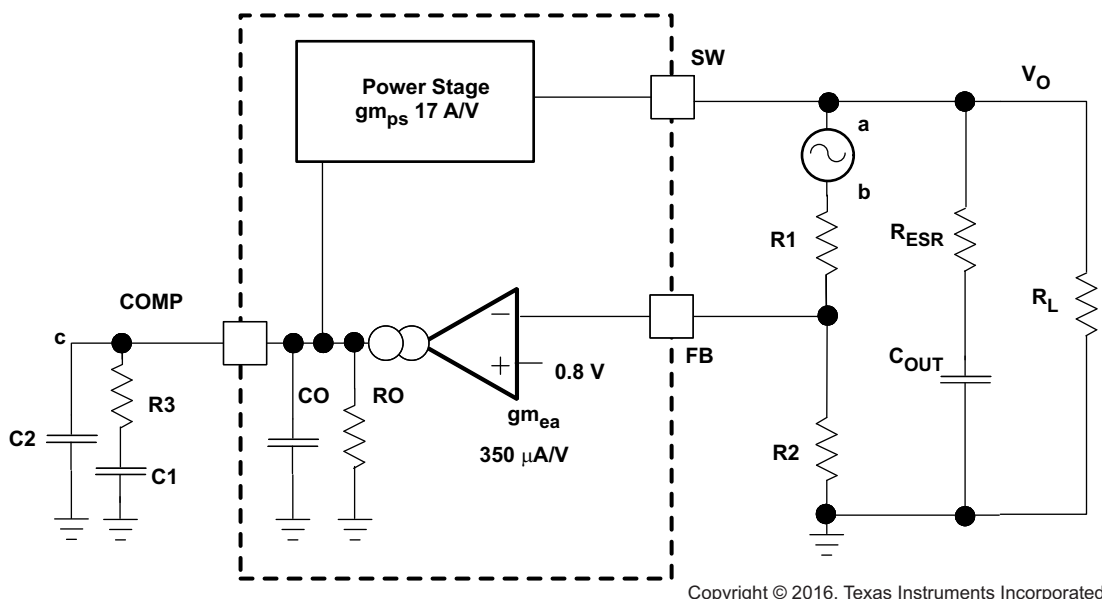 Power Stage
gm_ps 17 A/V
SW
V_O
a
b
R1
R_ESR
R_L
COMP
c
FB
0.8 V
CO
RO
gm_ea
350 μA/V
R3
C2
C1
C_OUT
R2
−
+
Copyright © 2016, Texas Instruments Incorporated